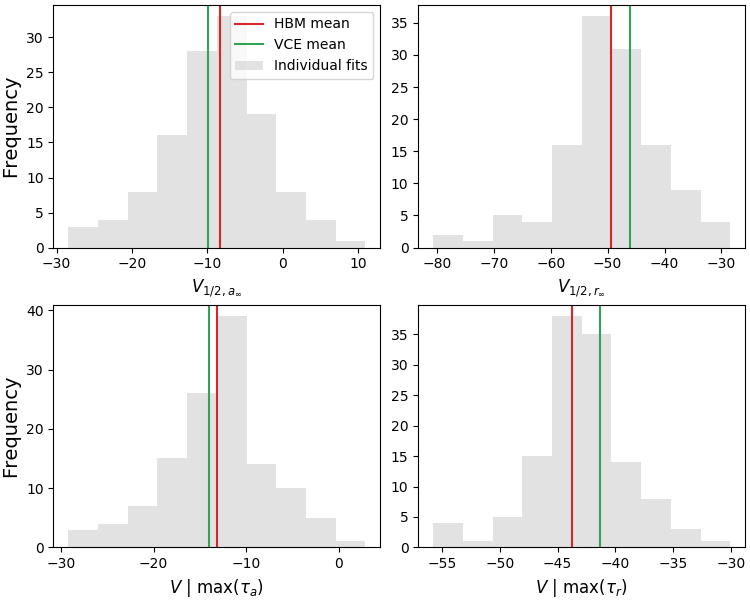 HBM mean
VCE mean
Individual fits
Frequency
30
25
20
15
10
5
0
−30 −20 −10 0 10
V1/2, a∞
35
30
25
20
15
10
5
0
−80 −70 −60 −50 −40 −30
V1/2, r∞
Frequency
40
30
20
10
0
−30 −20 −10 0
V | max(τa)
35
30
25
20
15
10
5
0
−55 −50 −45 −40 −35 −30
V | max(τr)